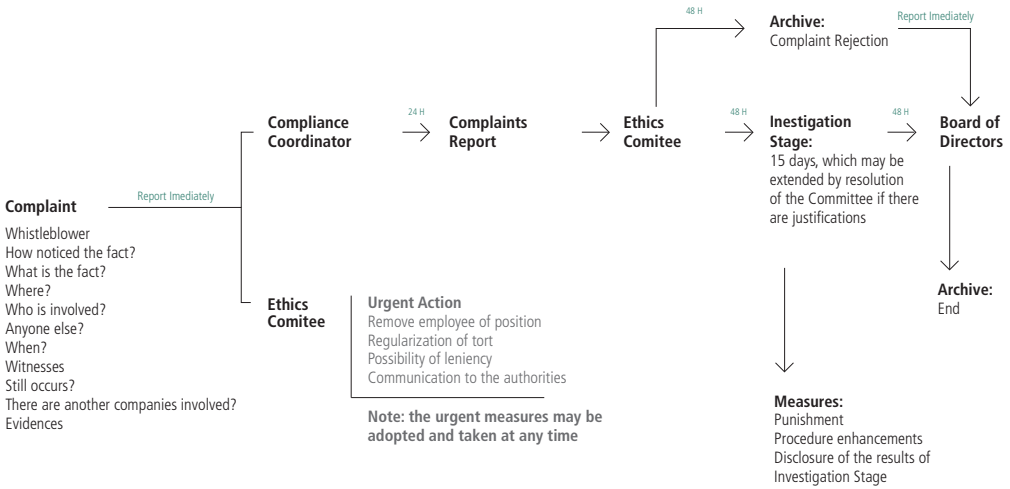 Complaint
Whistleblower
How noticed the fact?
What is the fact?
Where?
Who is involved?
Anyone else?
When?
Witnesses
Still occurs?
There are another companies involved?
Evidences
Report Imediately
Compliance
Coordinator
24 H
Complaints
Report
Ethics
Comitee
48 H
Archive:
Complaint Rejection
Report Imediately
48 H
Inestigation
Stage:
15 days, which may be
extended by resolution
of the Committee if there
are justifications
48 H
Board of
Directors
Archive:
End
Measures:
Punishment
Procedure enhancements
Disclosure of the results of
Investigation Stage
Ethics
Comitee
Urgent Action
Remove employee of position
Regularization of tort
Possibility of leniency
Communication to the authorities
Note: the urgent measures may be
adopted and taken at any time